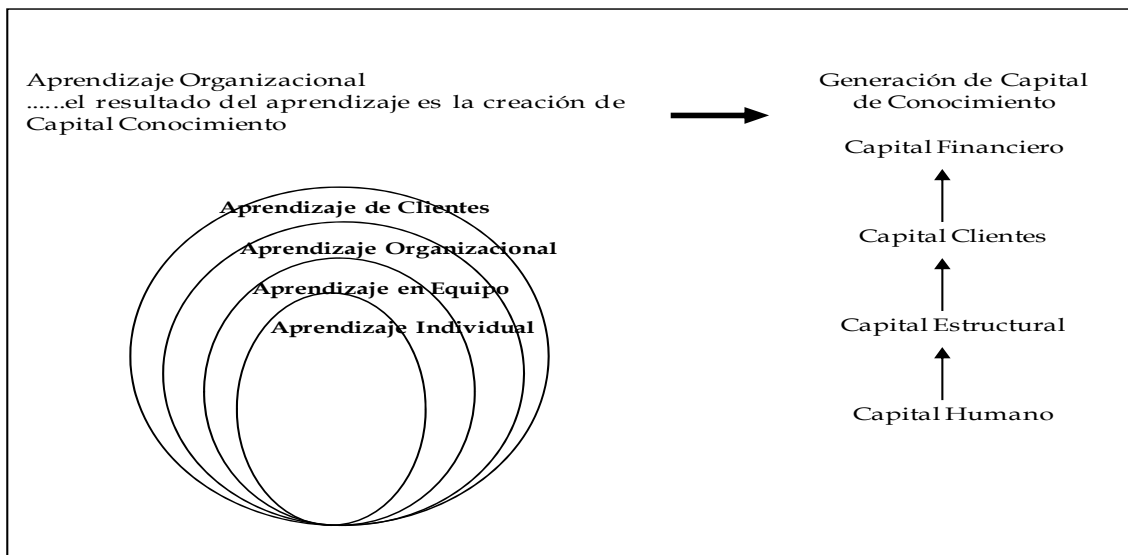 Aprendizaje Organizacional
......el resultado del aprendizaje es la creación de
Capital Conocimiento
Generación de Capital
de Conocimiento
Capital Financiero
Capital Clientes
Capital Estructural
Capital Humano
Aprendizaje de Clientes
Aprendizaje Organizacional
Aprendizaje en Equipo
Aprendizaje Individual